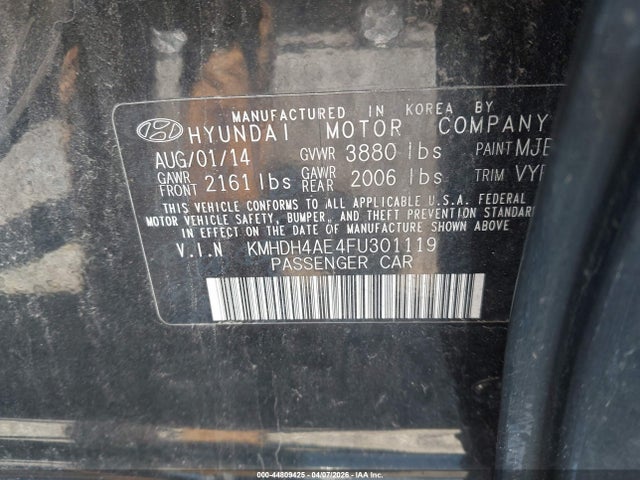 MANUFACTURED IN KOREA BY
HYUNDAI MOTOR COMPANY
AUG/01/14 GVWR 3880 lbs PAINT MJE
GAWR FRONT 2161 lbs GAWR REAR 2006 lbs TRIM VYF
THIS VEHICLE CONFORMS TO ALL APPLICABLE U.S.A. FEDERAL
MOTOR VEHICLE SAFETY, BUMPER, AND THEFT PREVENTION STANDARDS
IN EFFECT ON THE DATE OF MANUFACTURE SHOWN ABOVE
V.I.N KMHDH4AE4FU301119
PASSENGER CAR
000-44809425 - 04/07/2026 - IAA Inc.